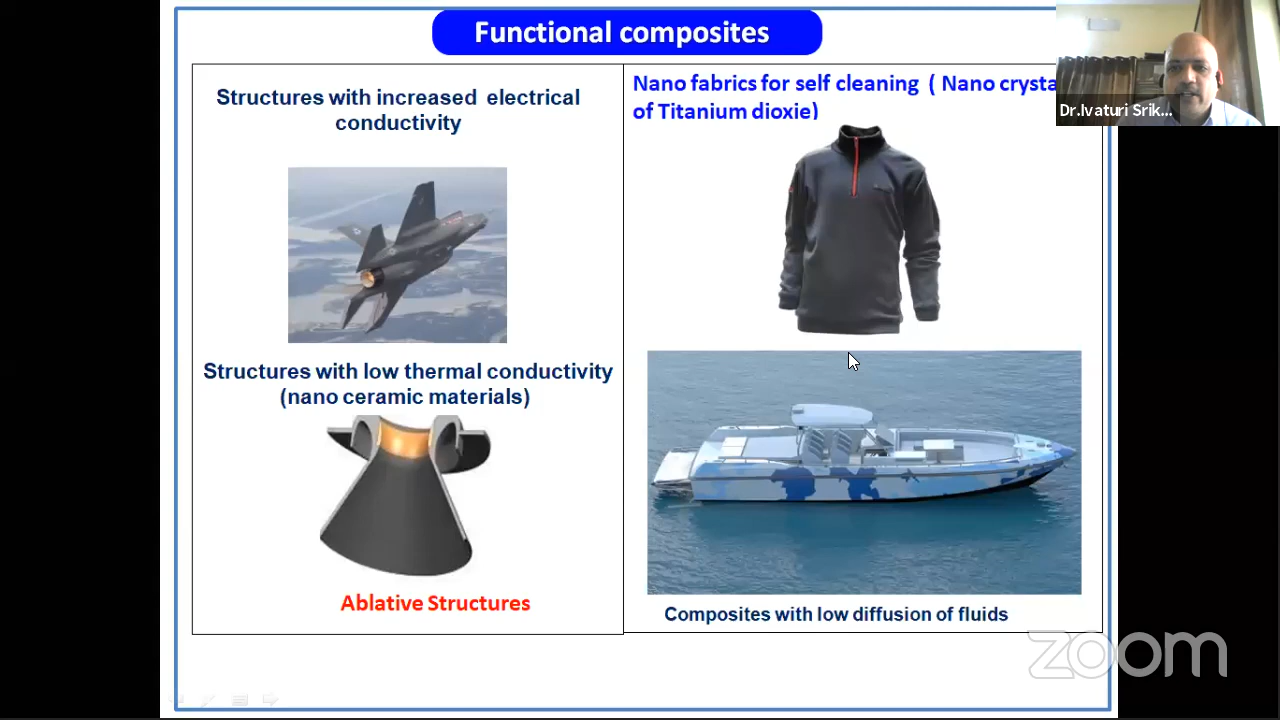 Functional composites
Structures with increased electrical
conductivity
Structures with low thermal conductivity
(nano ceramic materials)
Ablative Structures
Nano fabrics for self cleaning ( Nano crysta
of Titanium dioxie)
Composites with low diffusion of fluids
Dr.Ivaturi Srik...
zoom